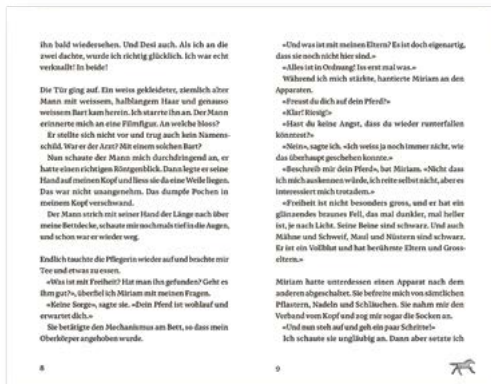 ihn bald wiedersehen. Und Desi auch. Als ich an die
zwei dachte, wurde ich richtig glücklich. Ich war echt
verknallt! In beide!
Die Tür ging auf. Ein weiss gekleideter, ziemlich alter
Mann mit weissem, halblangem Haar und genauso
weissem Bart kam herein. Ich starrte ihn an. Der Mann
erinnerte mich an eine Filmfigur. An welche bloss?
Er stellte sich nicht vor und trug auch kein Namens-
schild. War er der Arzt? Mit einem solchen Bart?
Nun schaute der Mann mich durchdringend an, er
hatte einen richtigen Röntgenblick. Dann legte er seine
Hand auf meinen Kopf und liess sie da eine Weile liegen.
Das war nicht unangenehm. Das dumpfe Pochen in
meinem Kopf verschwand.
Der Mann strich mit seiner Hand der Länge nach über
meine Bettdecke, schaute mir nochmals tief in die Augen,
und schon war er wieder weg.
Endlich tauchte die Pflegerin wieder auf und brachte mir
Tee und etwas zu essen.
«Was ist mit Freiheit? Hat man ihn gefunden? Geht es
ihm gut?», überfiel ich Miriam mit meinen Fragen.
«Keine Sorge», sagte sie. «Dein Pferd ist wohlauf und
erwartet dich.»
Sie betätigte den Mechanismus am Bett, so dass mein
Oberkörper angehoben wurde.
8
«Und was ist mit meinen Eltern? Es ist doch eigenartig,
dass sie noch nicht hier sind.»
«Alles ist in Ordnung! Iss erst mal was.»
Während ich mich stärkte, hantierte Miriam an den
Apparaten.
«Freust du dich auf dein Pferd?»
«Klar! Riesig!»
«Hast du keine Angst, dass du wieder runterfallen
könntest?»
«Nein», sagte ich. «Ich weiss ja noch immer nicht, wie
das überhaupt geschehen konnte.»
«Beschreib mir dein Pferd», bat Miriam. «Nicht dass
ich mich auskennen würde, ich reite selbst nicht, aber es
interessiert mich trotzdem.»
«Freiheit ist nicht besonders gross, und er hat ein
glänzendes braunes Fell, das mal dunkler, mal heller
ist, je nach Licht. Seine Beine sind schwarz. Und auch
Mähne und Schweif, Maul und Nüstern sind schwarz.
Er ist ein Vollblut und hat berühmte Eltern und Gross-
eltern.»
Miriam hatte unterdessen einen Apparat nach dem
anderen abgeschaltet. Sie befreite mich von sämtlichen
Pflastern, Nadeln und Schläuchen. Sie nahm mir den
Verband vom Kopf und zog mir sogar die Socken an.
«Und nun steh auf und geh ein paar Schritte!»
Ich schaute sie ungläubig an. Dann aber setzte ich
9